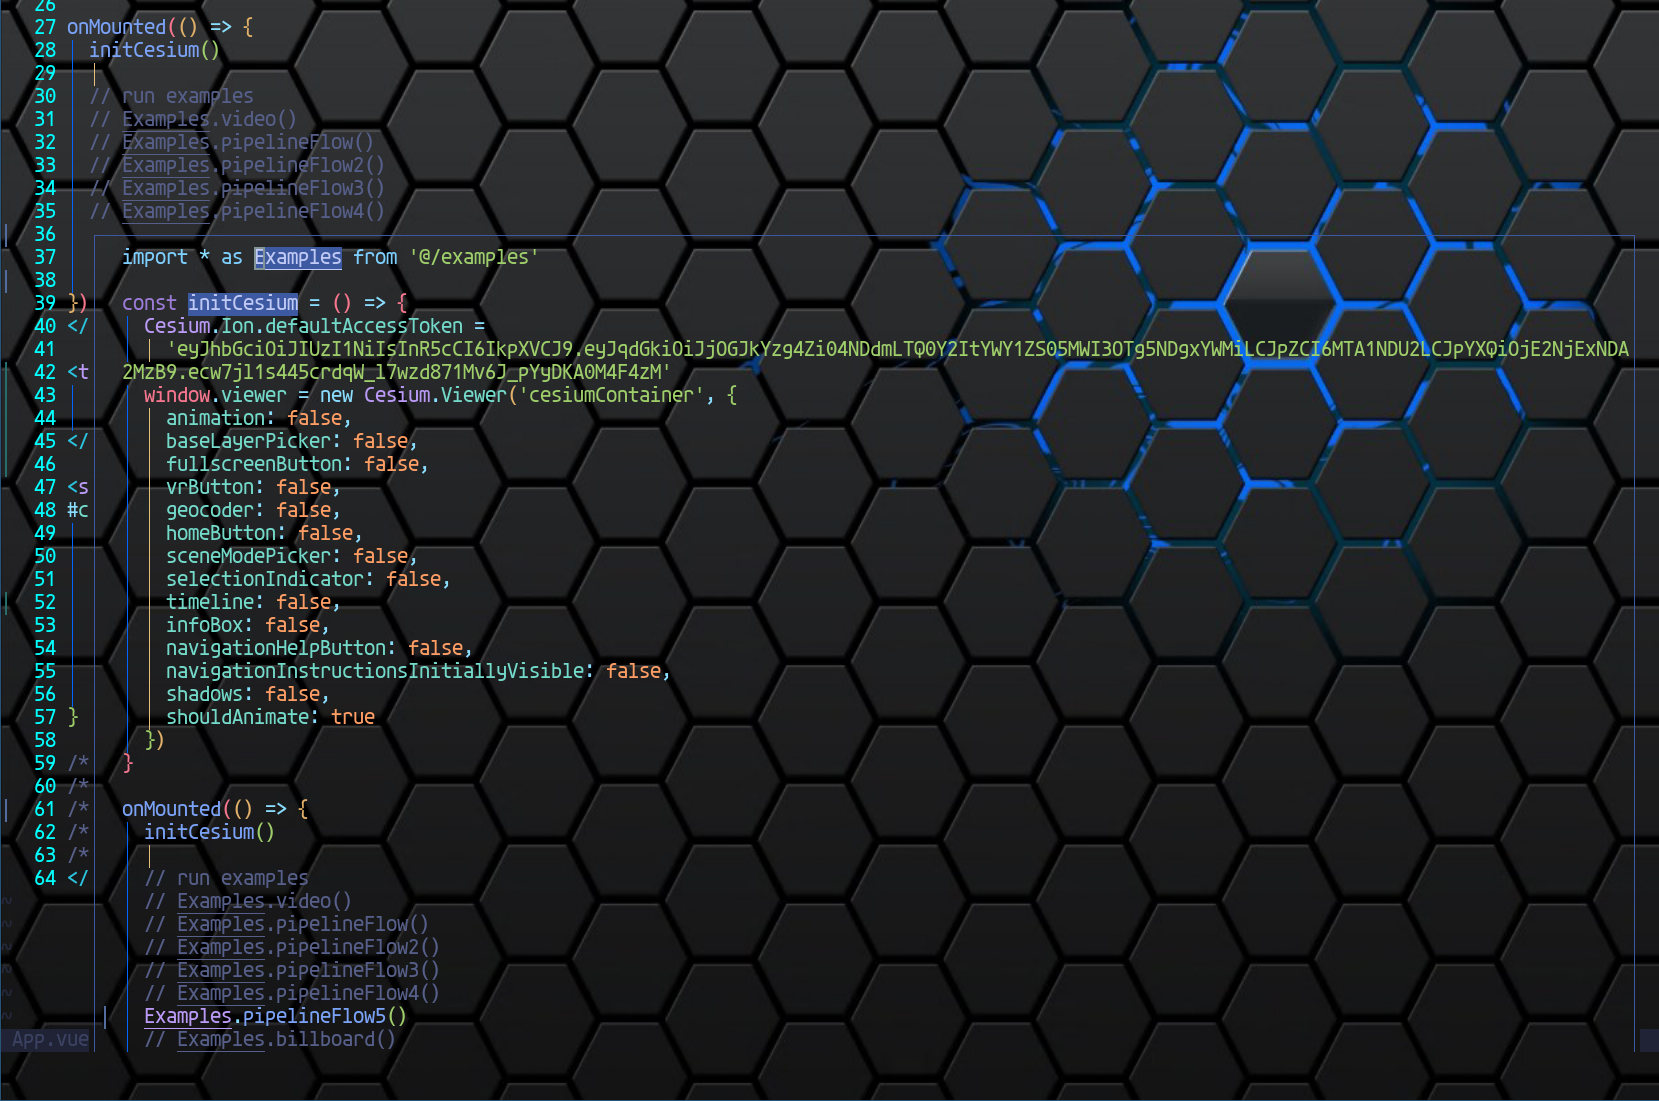 26
27 onMounted(() => {
28 initCesium()
29
30 // run examples
31 // Examples.video()
32 // Examples.pipelineFlow()
33 // Examples.pipelineFlow2()
34 // Examples.pipelineFlow3()
35 // Examples.pipelineFlow4()
36
37 import * as Examples from '@/examples'
38
39 }) const initCesium = () => {
40 </ Cesium.Ion.defaultAccessToken =
41 'eyJhbGciOiJIUzI1NiIsInR5cCI6IkpXVCJ9.eyJqdGkiOiJjOGJkYzg4Zi04NDdmLTQ0Y2ItYWY1ZS05MWI3OTg5NDgxYWMiLCJpZCI6MTA1NDU2LCJpYXQiOjE2NjExNDA
42 <t 2MzB9.ecw7jl1s445crdqW_l7wzd871Mv6J_pYyDKA0M4F4zM'
43 window.viewer = new Cesium.Viewer('cesiumContainer', {
44 animation: false,
45 </ baseLayerPicker: false,
46 fullscreenButton: false,
47 <s vrButton: false,
48 #c geocoder: false,
49 homeButton: false,
50 sceneModePicker: false,
51 selectionIndicator: false,
52 timeline: false,
53 infoBox: false,
54 navigationHelpButton: false,
55 navigationInstructionsInitiallyVisible: false,
56 shadows: false,
57 } shouldAnimate: true
58 })
59 /* }
60 /*
61 /* onMounted(() => {
62 /* initCesium()
63 /*
64 </ // run examples
~ // Examples.video()
~ // Examples.pipelineFlow()
~ // Examples.pipelineFlow2()
~ // Examples.pipelineFlow3()
~ // Examples.pipelineFlow4()
~ Examples.pipelineFlow5()
App.vue // Examples.billboard()